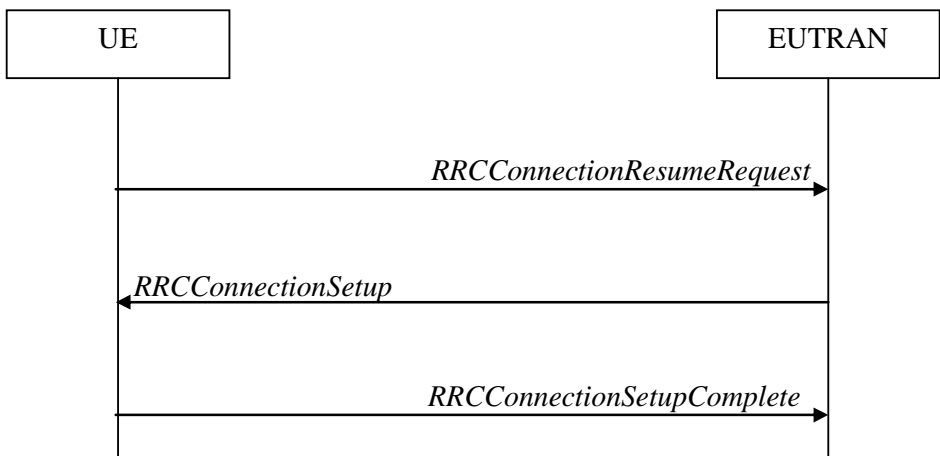 UE
EUTRAN
RRCConnectionResumeRequest
RRCConnectionSetup
RRCConnectionSetupComplete